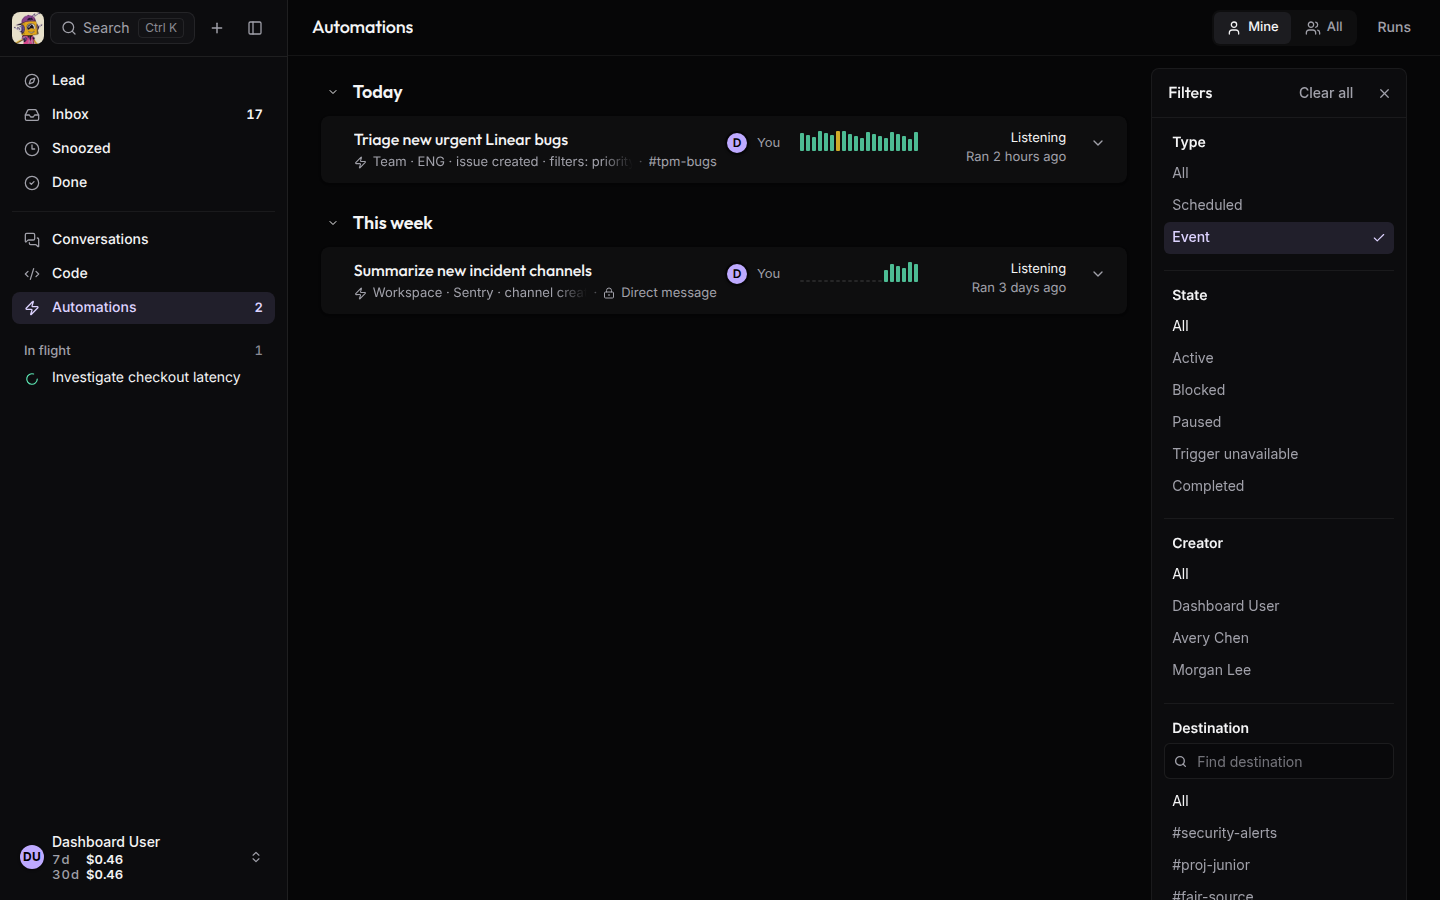 Search Ctrl K
Lead
Inbox 17
Snoozed
Done
Conversations
Code
Automations 2
In flight 1
Investigate checkout latency
Dashboard User
DU
7d $0.46
30d $0.46
Automations
Mine All Runs
Today
Triage new urgent Linear bugs
Team · ENG · issue created · filters: priorit · #tpm-bugs
D You
Listening
Ran 2 hours ago
This week
Summarize new incident channels
Workspace · Sentry · channel crea · Direct message
D You
Listening
Ran 3 days ago
Filters Clear all
Type
All
Scheduled
Event
State
All
Active
Blocked
Paused
Trigger unavailable
Completed
Creator
All
Dashboard User
Avery Chen
Morgan Lee
Destination
Find destination
All
#security-alerts
#proj-junior
#fair-source